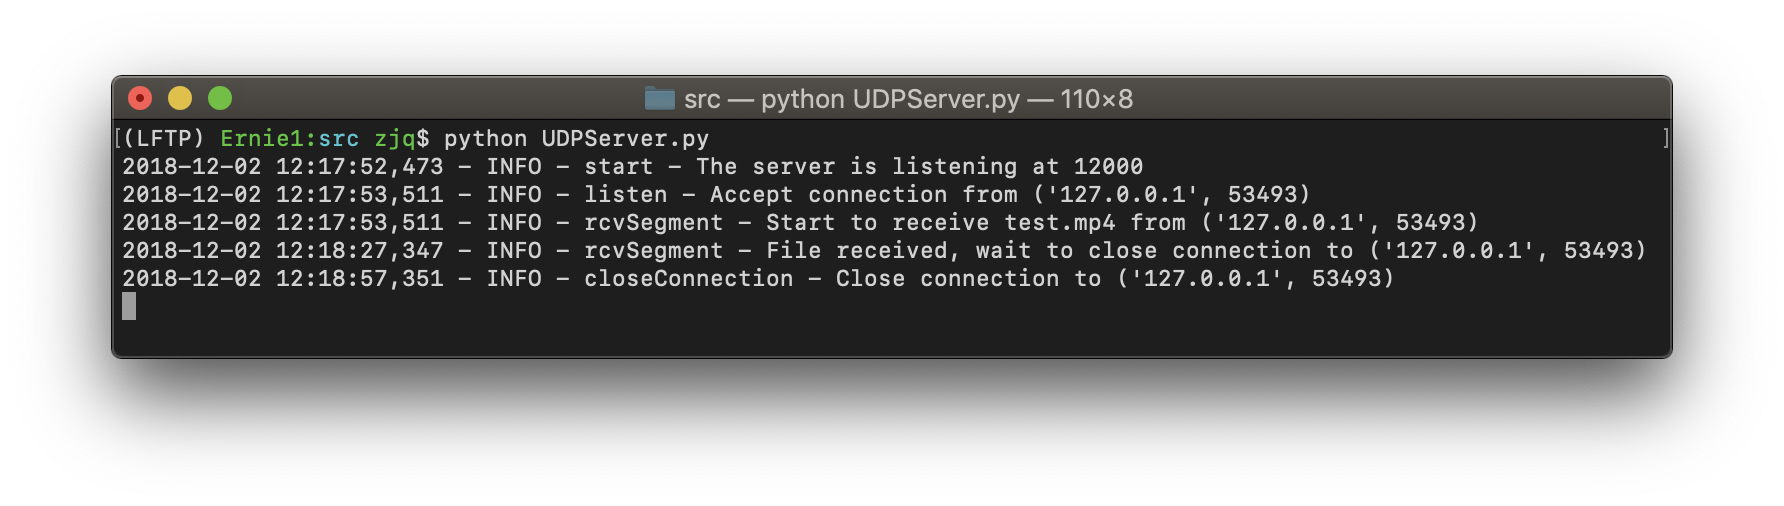 src — python UDPServer.py — 110×8
[(LFTP) Ernie1:src zjq$ python UDPServer.py ]
2018-12-02 12:17:52,473 - INFO - start - The server is listening at 12000
2018-12-02 12:17:53,511 - INFO - listen - Accept connection from ('127.0.0.1', 53493)
2018-12-02 12:17:53,511 - INFO - rcvSegment - Start to receive test.mp4 from ('127.0.0.1', 53493)
2018-12-02 12:18:27,347 - INFO - rcvSegment - File received, wait to close connection to ('127.0.0.1', 53493)
2018-12-02 12:18:57,351 - INFO - closeConnection - Close connection to ('127.0.0.1', 53493)